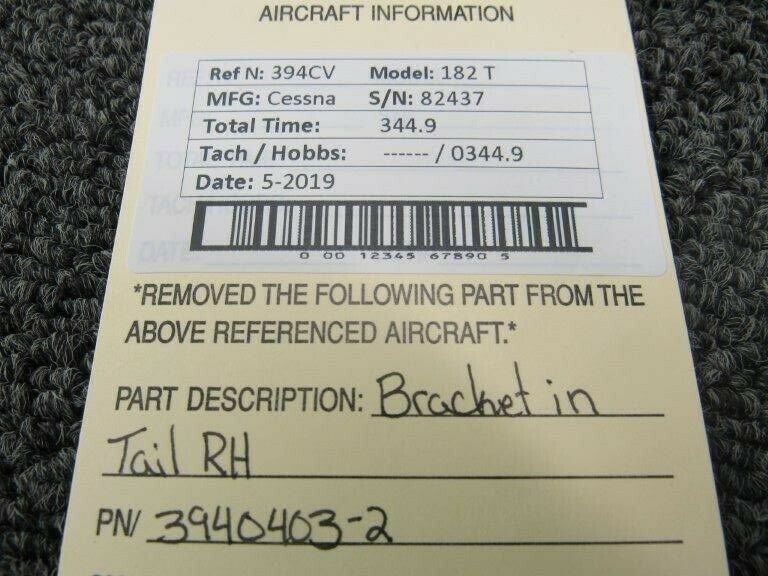 AIRCRAFT INFORMATION
Ref N: 394CV Model: 182 T
MFG: Cessna S/N: 82437
Total Time: 344.9
Tach / Hobbs: ------ / 0344.9
Date: 5-2019
0 00 12345 67890 5
*REMOVED THE FOLLOWING PART FROM THE
ABOVE REFERENCED AIRCRAFT.*
PART DESCRIPTION: Bracket in
Tail RH
PN/ 3940403-2